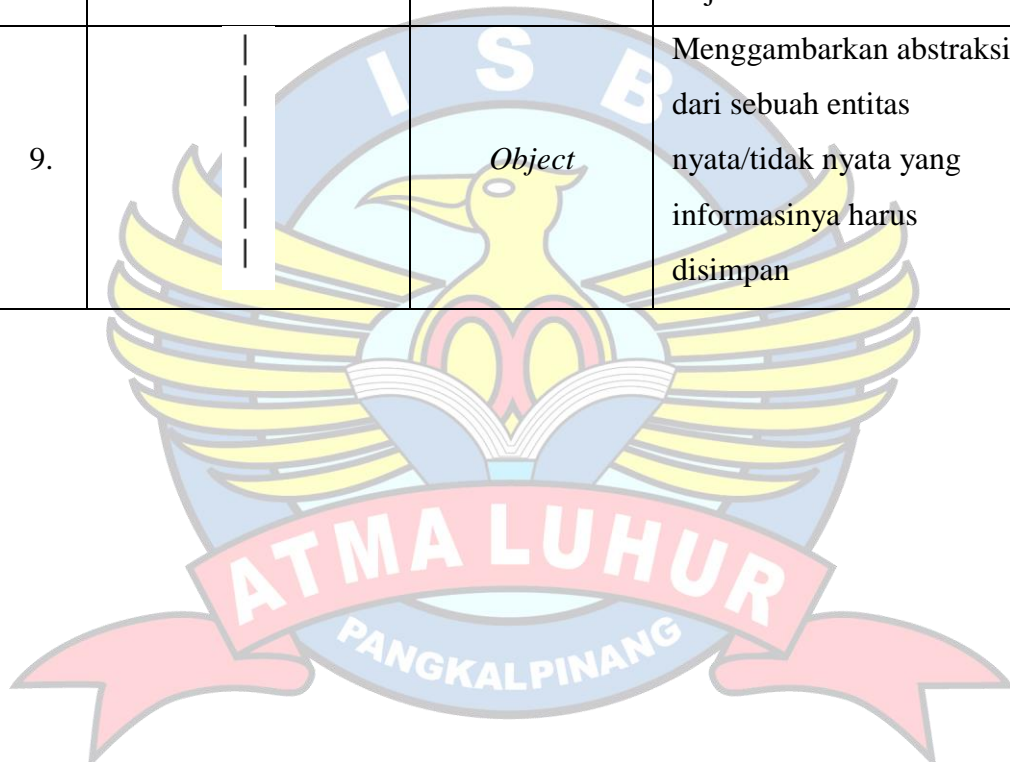 Menggambarkan abstraksi
dari sebuah entitas
9.
Object
nyata/tidak nyata yang
informasinya harus
disimpan
I S B
ATMA LUHUR
PANGKALPINANG